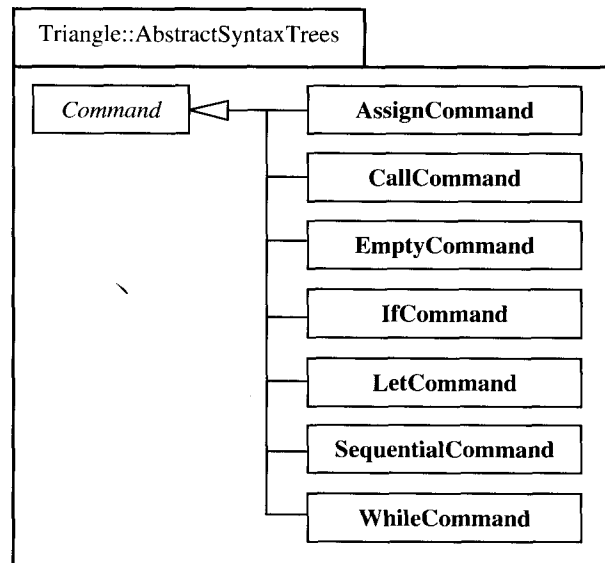 Triangle::AbstractSyntaxTrees
Command
AssignCommand
CallCommand
EmptyCommand
IfCommand
LetCommand
SequentialCommand
WhileCommand